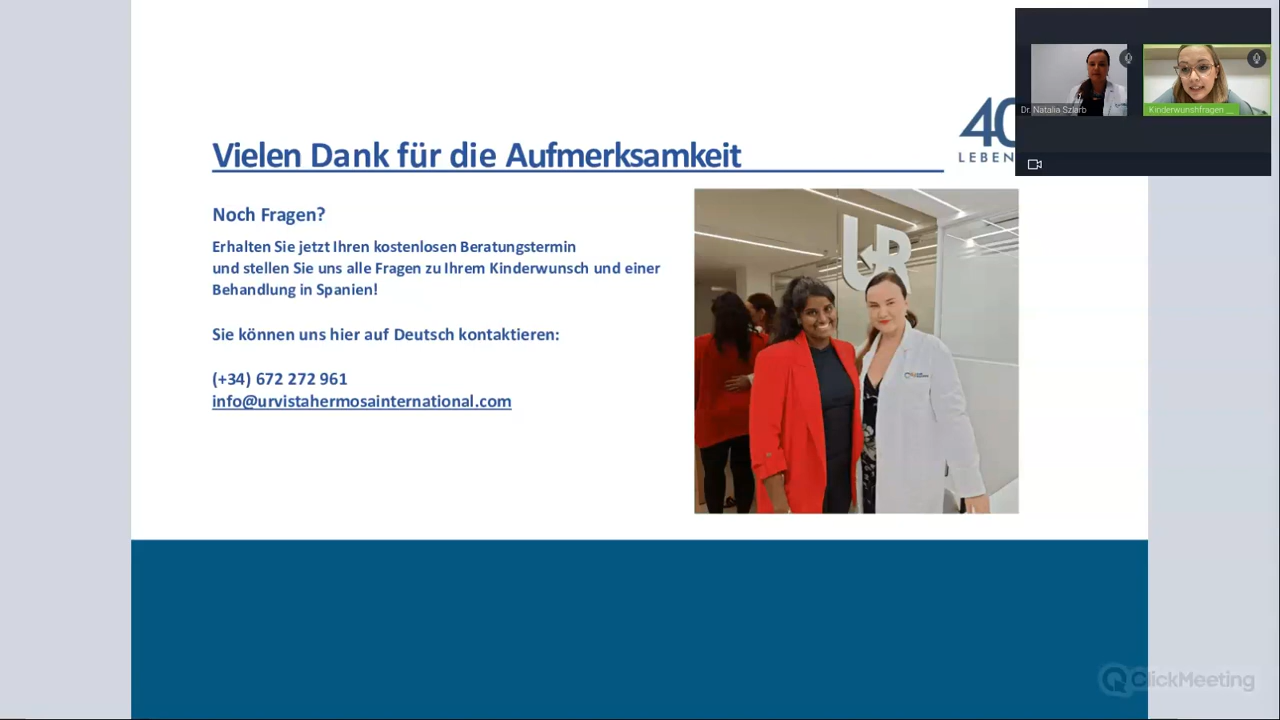 Vielen Dank für die Aufmerksamkeit
40
LEBEN
Noch Fragen?
Erhalten Sie jetzt Ihren kostenlosen Beratungstermin
und stellen Sie uns alle Fragen zu Ihrem Kinderwunsch und einer
Behandlung in Spanien!
Sie können uns hier auf Deutsch kontaktieren:
(+34) 672 272 961
info@urvistahermosainternational.com
UR
Dr. Natalia Szlarb
Kinderwunshfragen ...
ClickMeeting